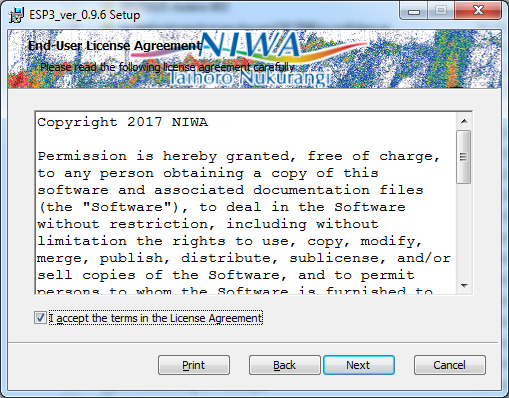 ESP3_ver_0.9.6 Setup
End-User License Agreement
NIWA
Please read the following license agreement carefully
Taihoro Nukurangi
Copyright 2017 NIWA
Permission is hereby granted, free of charge,
to any person obtaining a copy of this
software and associated documentation files
(the "Software"), to deal in the Software
without restriction, including without
limitation the rights to use, copy, modify,
merge, publish, distribute, sublicense, and/or
sell copies of the Software, and to permit
persons to whom the Software is furnished to
I accept the terms in the License Agreement
Print
Back
Next
Cancel